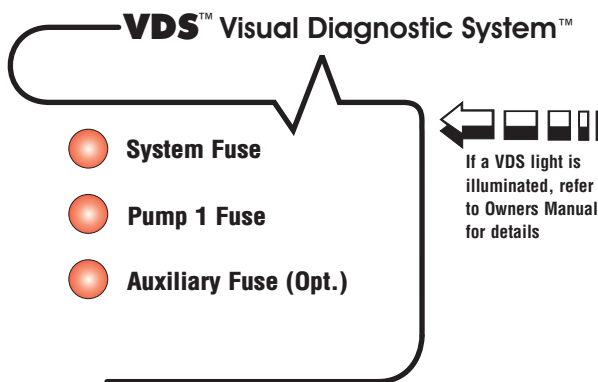 VDS™ Visual Diagnostic System™
System Fuse
Pump 1 Fuse
Auxiliary Fuse (Opt.)
If a VDS light is
illuminated, refer
to Owners Manual
for details